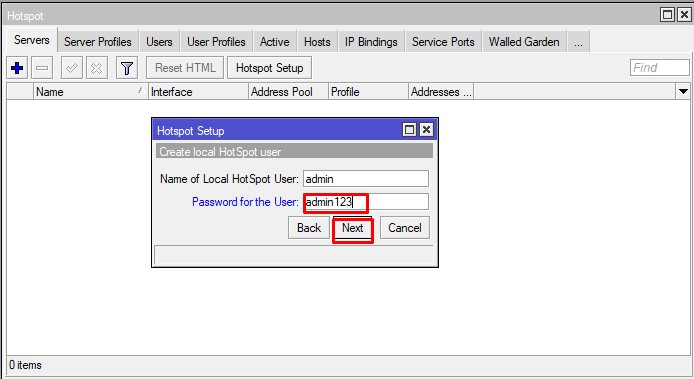 Hotspot
Servers Server Profiles Users User Profiles Active Hosts IP Bindings Service Ports Walled Garden ...
Reset HTML Hotspot Setup Find
Name Interface Address Pool Profile Addresses ...
Hotspot Setup
Create local HotSpot user
Name of Local HotSpot User: admin
Password for the User: admin123
Back Next Cancel
0 items